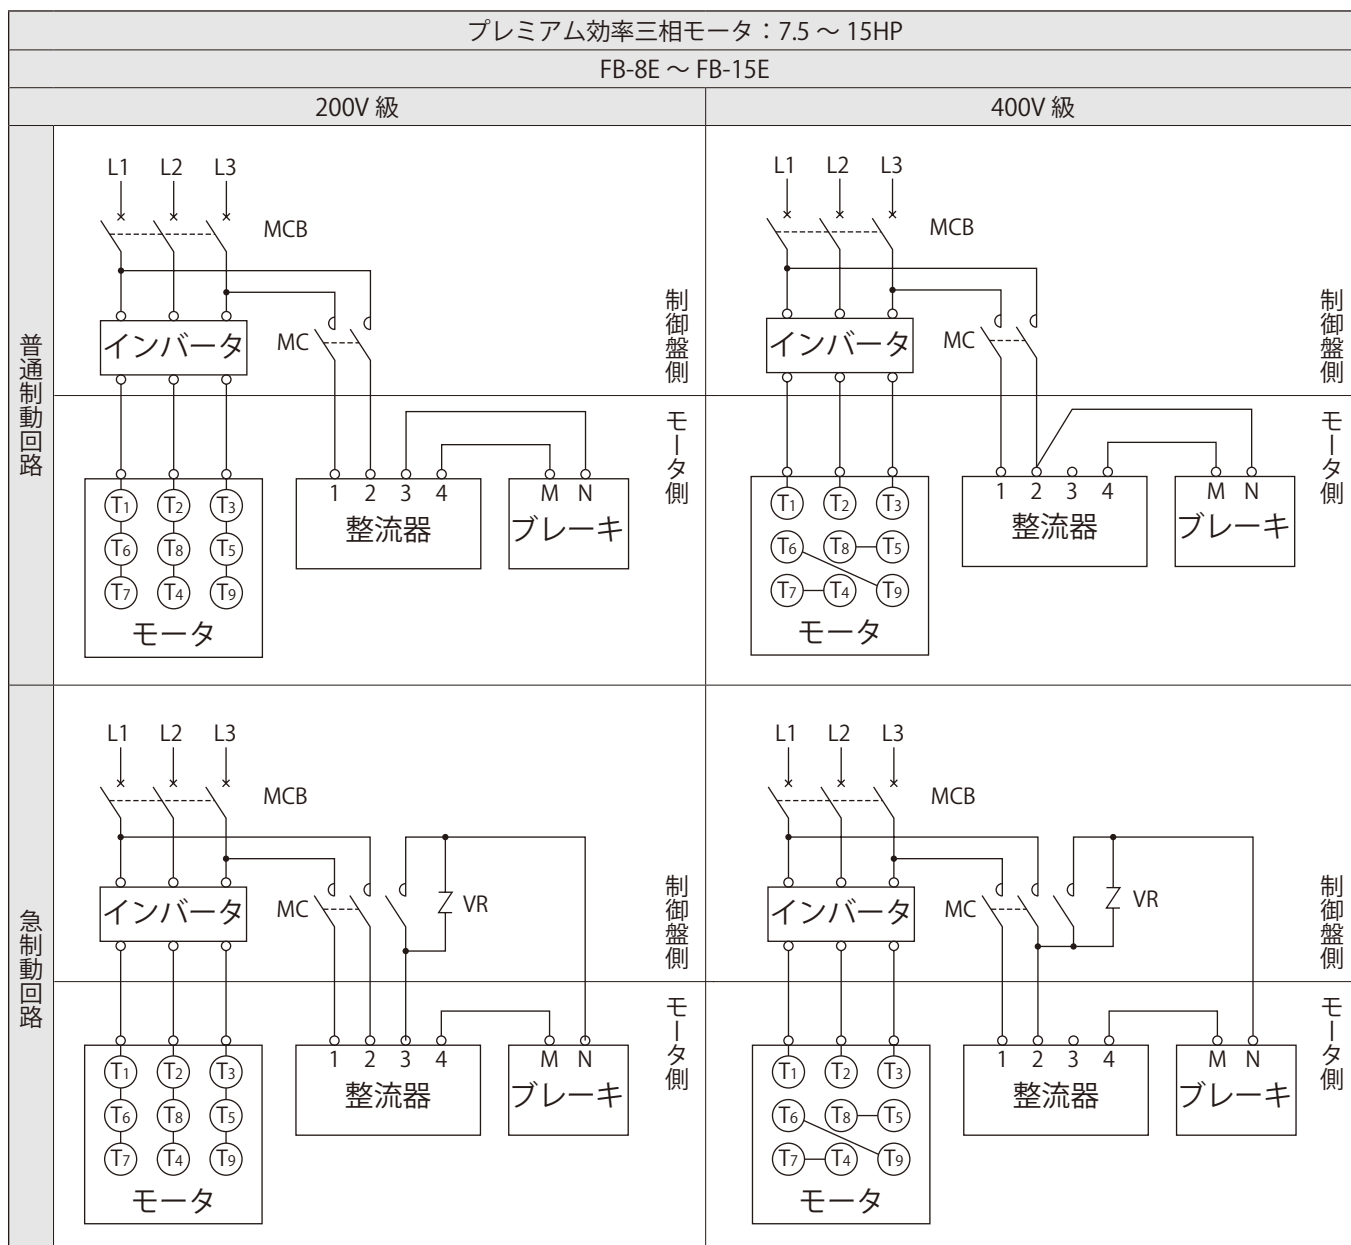 プレミアム効率三相モータ：7.5 ～ 15HP
FB-8E ～ FB-15E
200V 級
400V 級
普通制動回路
L1 L2 L3
MCB
インバータ
MC
制御盤側
モータ側
T1 T2 T3
T6 T8 T5
T7 T4 T9
モータ
1 2 3 4
整流器
M N
ブレーキ
L1 L2 L3
MCB
インバータ
MC
制御盤側
モータ側
T1 T2 T3
T6 T8 T5
T7 T4 T9
モータ
1 2 3 4
整流器
M N
ブレーキ
急制動回路
L1 L2 L3
MCB
インバータ
MC
VR
制御盤側
モータ側
T1 T2 T3
T6 T8 T5
T7 T4 T9
モータ
1 2 3 4
整流器
M N
ブレーキ
L1 L2 L3
MCB
インバータ
MC
VR
制御盤側
モータ側
T1 T2 T3
T6 T8 T5
T7 T4 T9
モータ
1 2 3 4
整流器
M N
ブレーキ